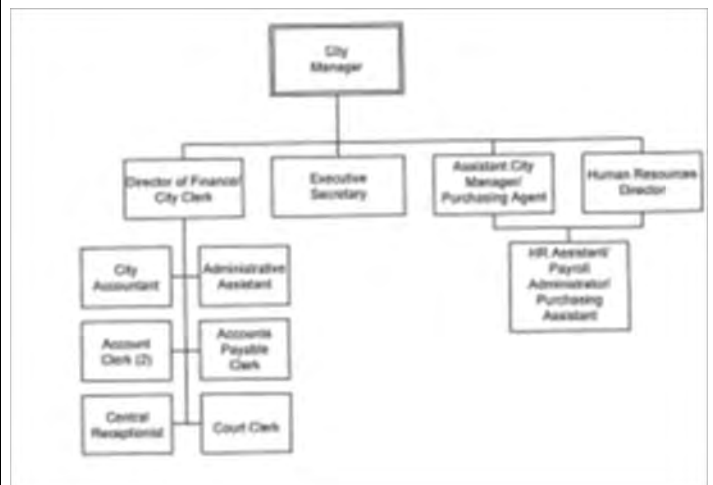 City
Manager
Director of Finance/
City Clerk
Executive
Secretary
Assistant City
Manager/
Purchasing Agent
Human Resources
Director
HR Assistant/
Payroll
Administrator/
Purchasing
Assistant
City
Accountant
Administrative
Assistant
Account
Clerk (2)
Accounts
Payable
Clerk
Central
Receptionist
Court Clerk